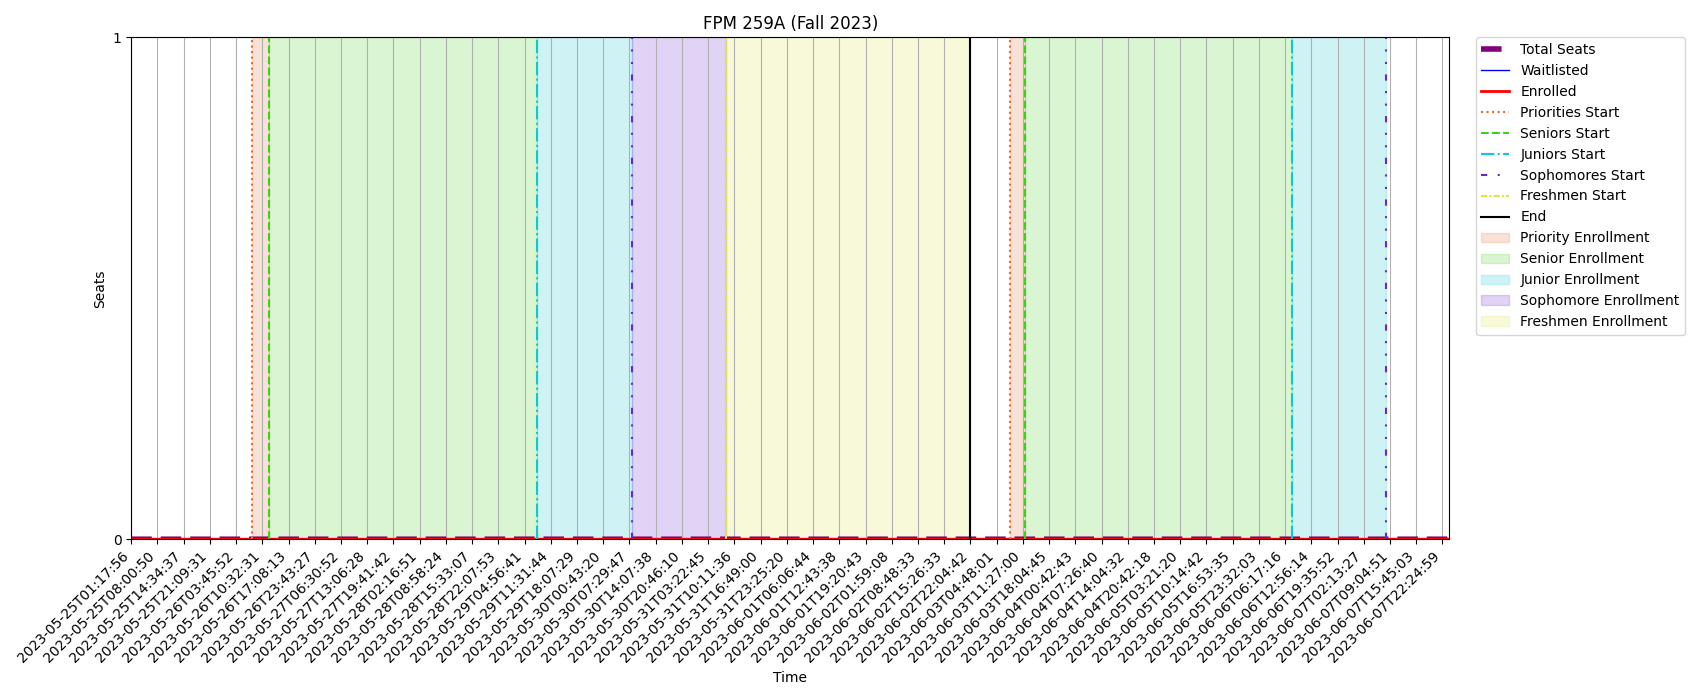 FPM 259A (Fall 2023)
1
0
Seats
2023-05-25T01:17:56
2023-05-25T08:00:50
2023-05-25T14:34:37
2023-05-25T21:09:31
2023-05-26T03:45:52
2023-05-26T10:32:31
2023-05-26T17:08:13
2023-05-26T23:43:27
2023-05-27T06:30:52
2023-05-27T13:06:28
2023-05-27T19:41:42
2023-05-28T02:16:51
2023-05-28T08:58:24
2023-05-28T15:33:07
2023-05-28T22:07:53
2023-05-29T04:56:41
2023-05-29T11:31:44
2023-05-29T18:07:29
2023-05-30T00:43:20
2023-05-30T07:29:47
2023-05-30T14:07:38
2023-05-30T20:46:10
2023-05-31T03:22:45
2023-05-31T10:11:36
2023-05-31T16:49:00
2023-05-31T23:25:20
2023-06-01T06:06:44
2023-06-01T12:43:38
2023-06-01T19:20:43
2023-06-02T01:59:08
2023-06-02T08:48:33
2023-06-02T15:26:33
2023-06-02T22:04:42
2023-06-03T04:48:01
2023-06-03T11:27:00
2023-06-03T18:04:45
2023-06-04T00:42:43
2023-06-04T07:26:40
2023-06-04T14:04:32
2023-06-04T20:42:18
2023-06-05T03:21:20
2023-06-05T10:14:42
2023-06-05T16:53:35
2023-06-05T23:32:03
2023-06-06T06:17:16
2023-06-06T12:56:14
2023-06-06T19:35:52
2023-06-07T02:13:27
2023-06-07T09:04:51
2023-06-07T15:45:03
2023-06-07T22:24:59
Time
Total Seats
Waitlisted
Enrolled
Priorities Start
Seniors Start
Juniors Start
Sophomores Start
Freshmen Start
End
Priority Enrollment
Senior Enrollment
Junior Enrollment
Sophomore Enrollment
Freshmen Enrollment